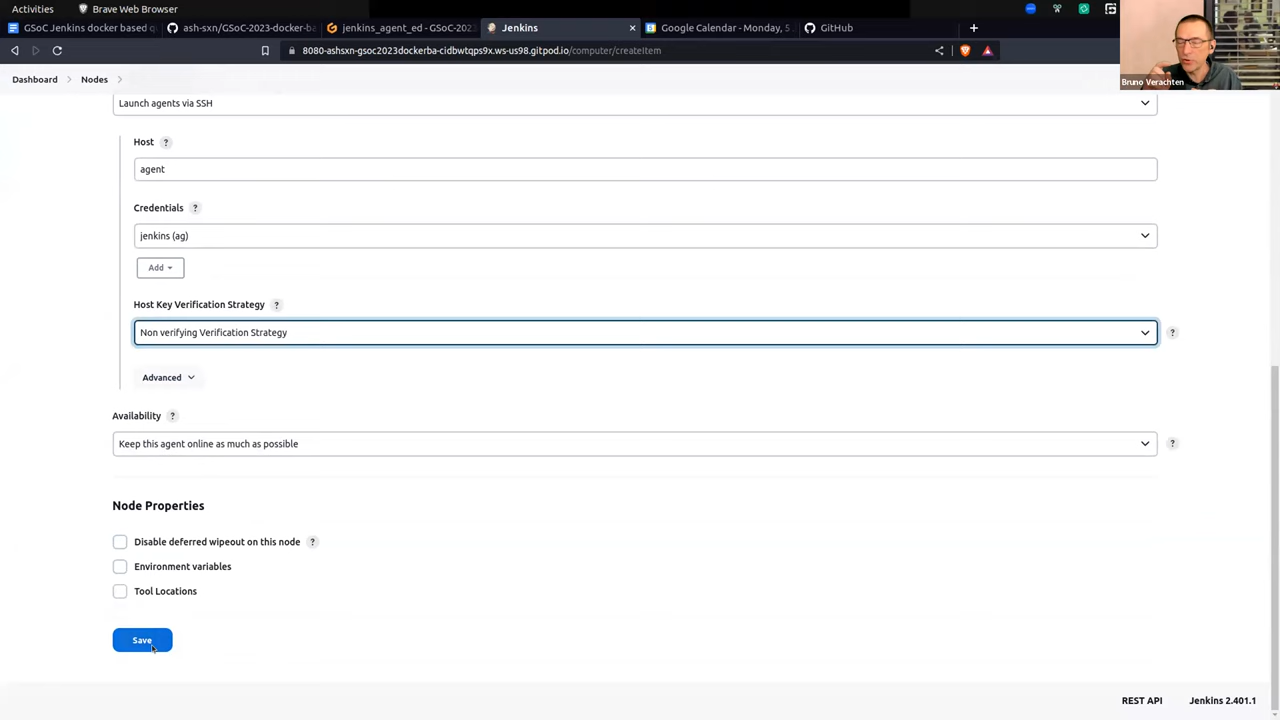 Activities
Brave Web Browser
GSoC Jenkins docker based q
ash-sxn/GSoC-2023-docker-ba
jenkins_agent_ed - GSoC-2023
Jenkins
Google Calendar - Monday, 5
GitHub
8080-ashsxn-gsoc2023dockerba-cidbwtqpsyx.ws-us98.gitpod.io/computer/createItem
Bruno Verachten
Dashboard
Nodes
Launch agents via SSH
Host ?
agent
Credentials ?
jenkins (ag)
Add
Host Key Verification Strategy ?
Non verifying Verification Strategy
?
Advanced
Availability ?
Keep this agent online as much as possible
?
Node Properties
Disable deferred wipeout on this node ?
Environment variables
Tool Locations
Save
REST API
Jenkins 2.401.1